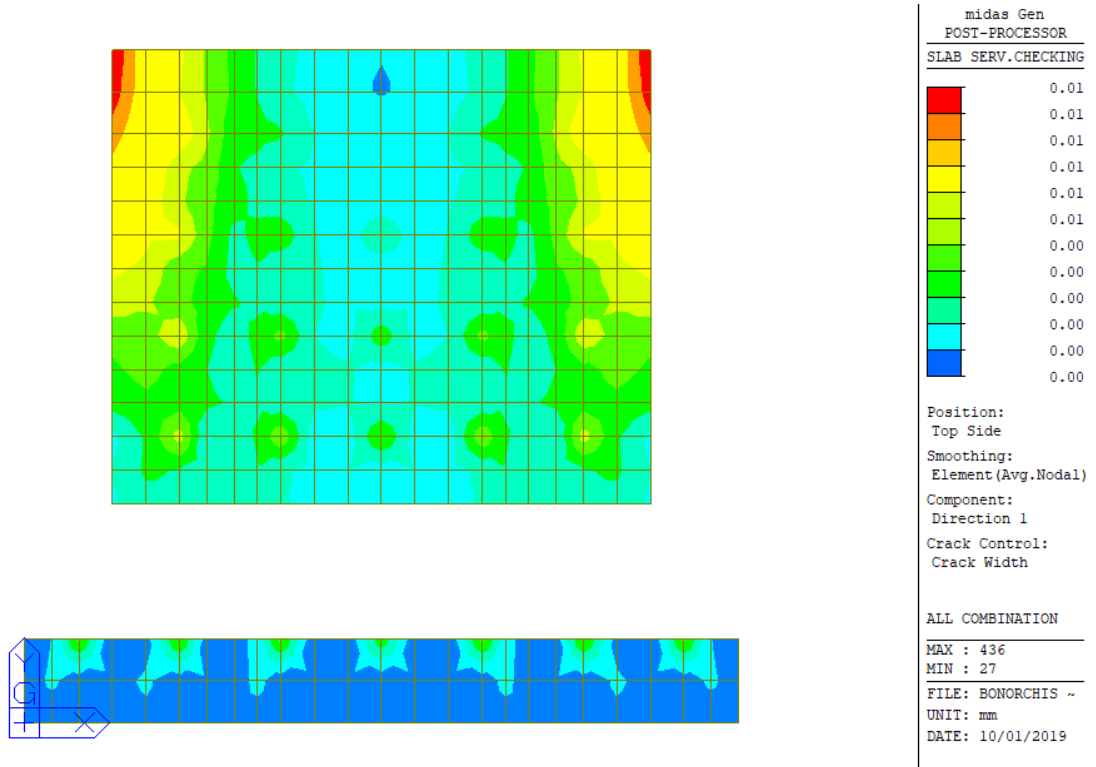 midas Gen
POST-PROCESSOR
SLAB SERV.CHECKING
0.01
0.01
0.01
0.01
0.01
0.01
0.00
0.00
0.00
0.00
0.00
0.00
Position:
Top Side
Smoothing:
Element(Avg.Nodal)
Component:
Direction 1
Crack Control:
Crack Width
ALL COMBINATION
MAX : 436
MIN : 27
FILE: BONORCHIS ~
UNIT: mm
DATE: 10/01/2019
Y
G
X